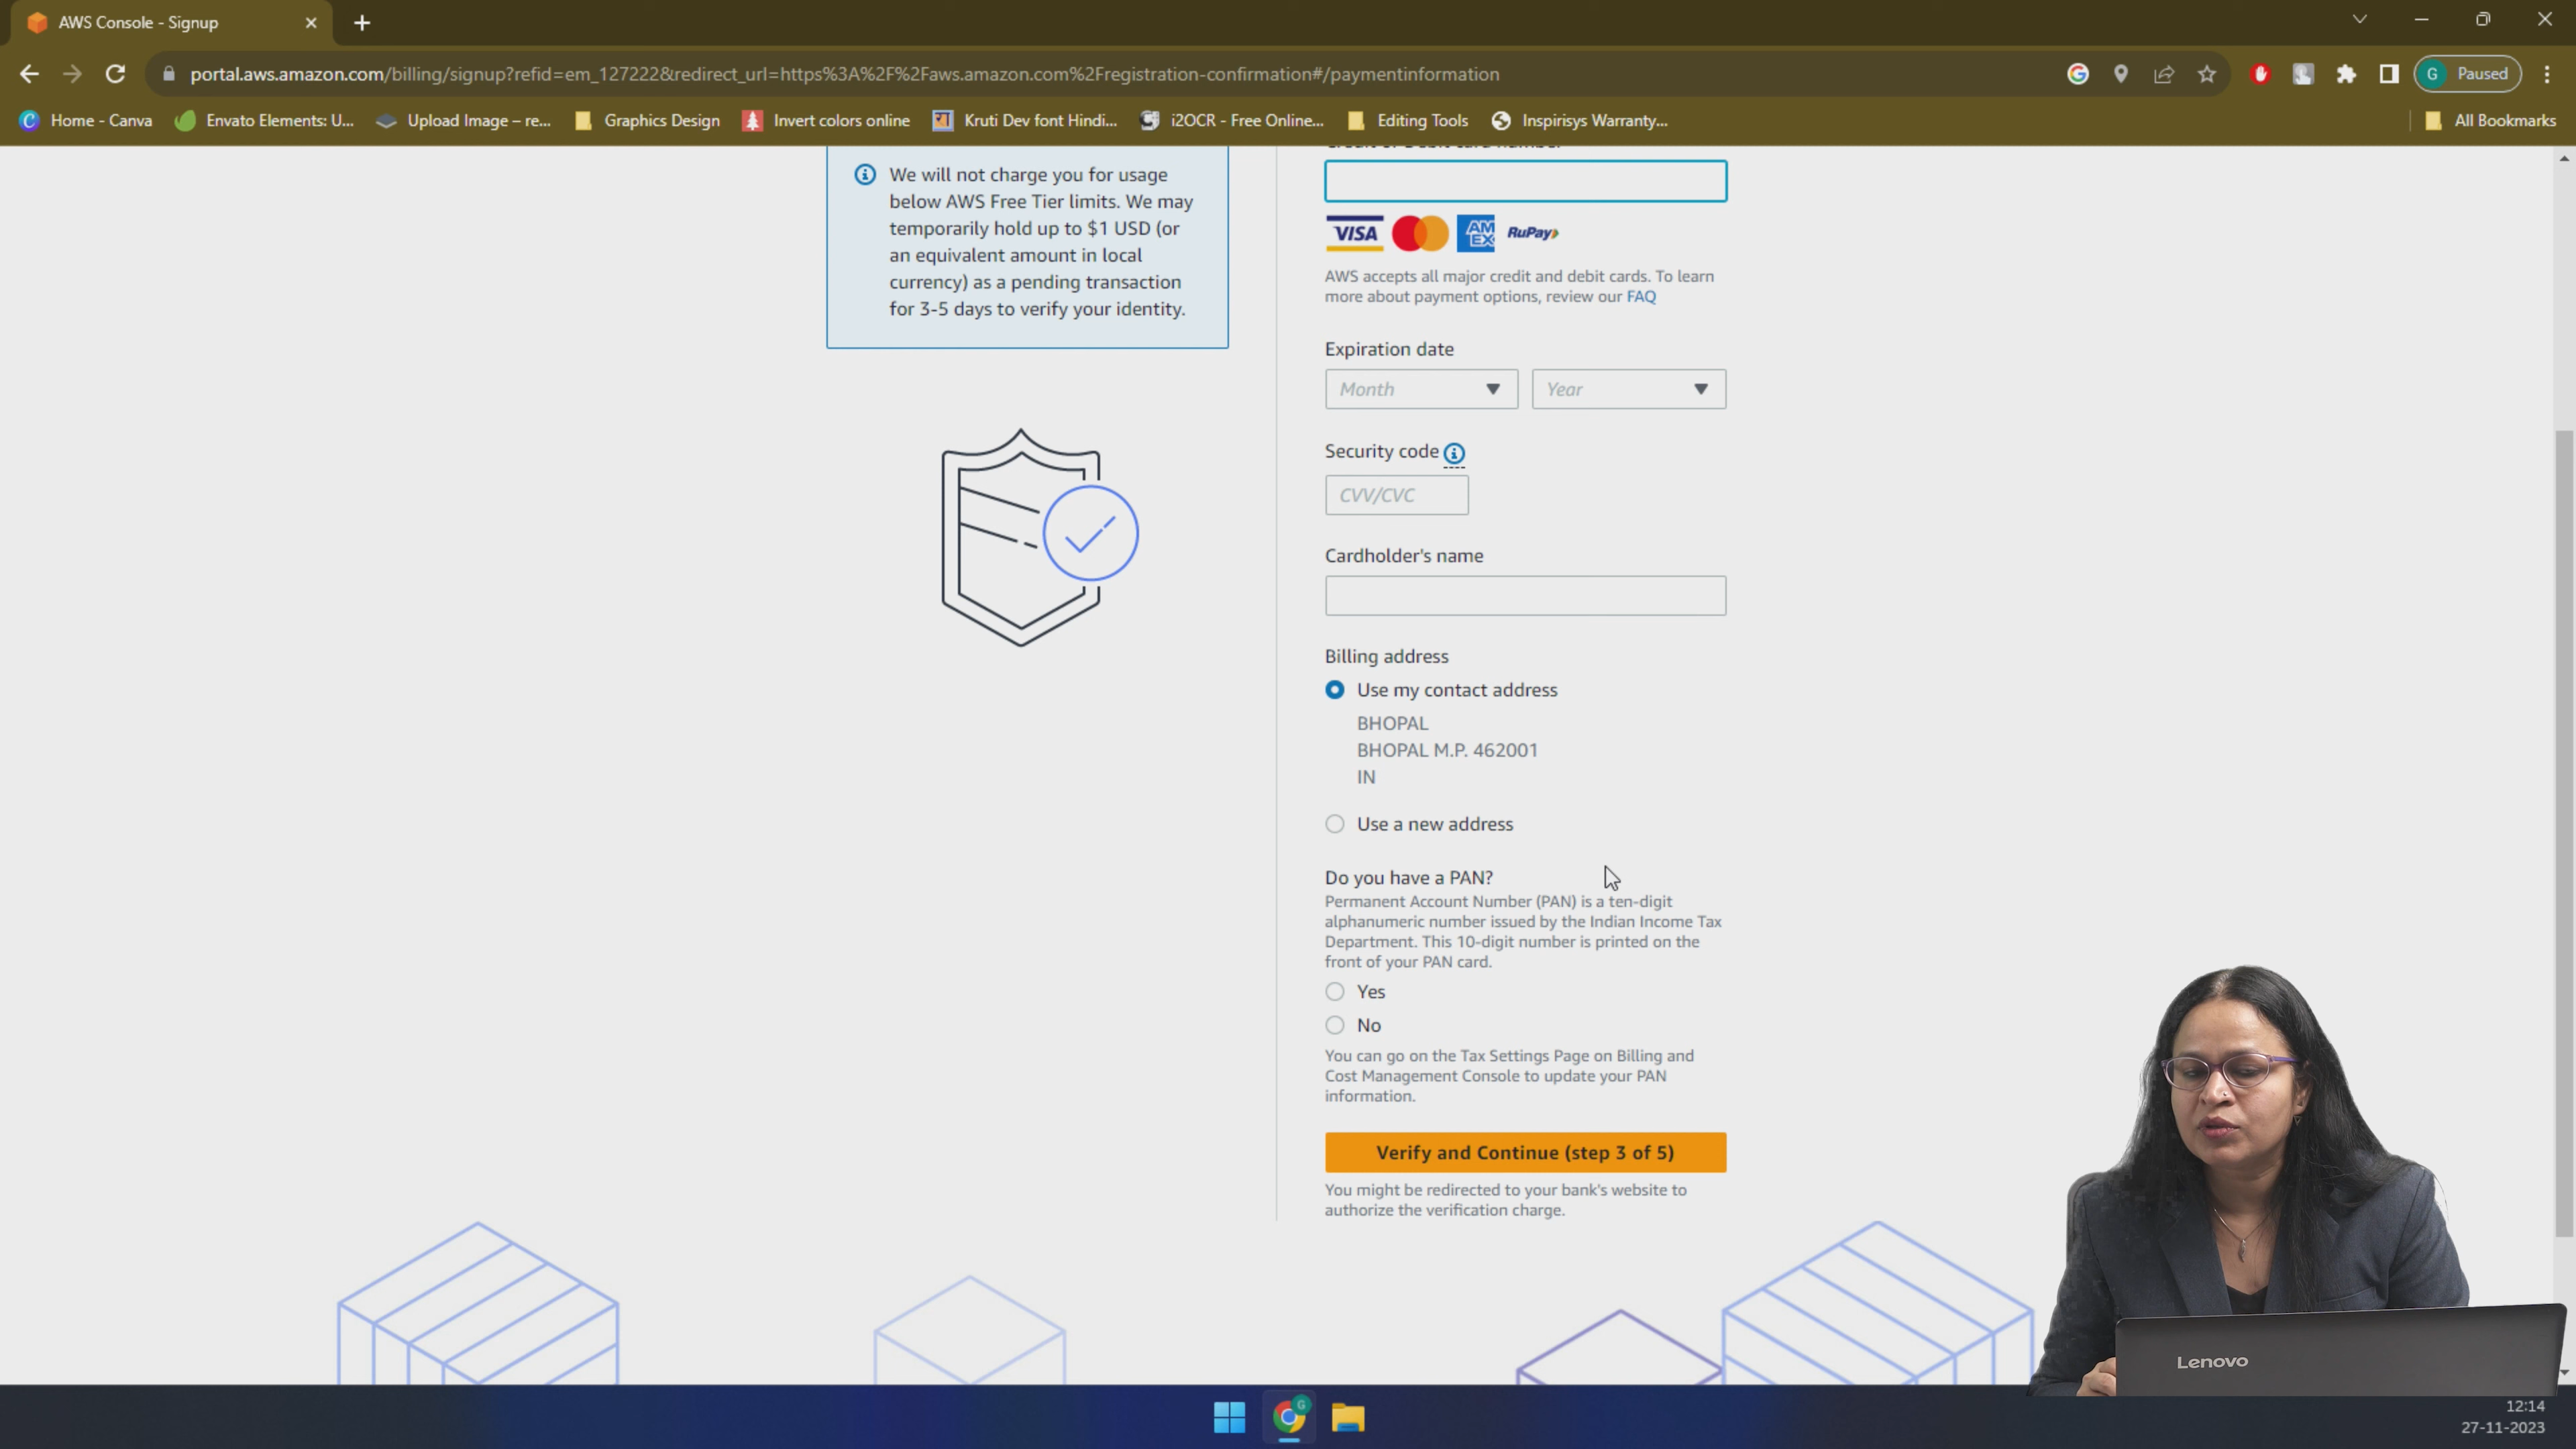 AWS Console - Signup
portal.aws.amazon.com/billing/signup?refid=em_127222&redirect_url=https%3A%2F%2Faws.amazon.com%2Fregistration-confirmation#/paymentinformation
G Paused
Home - Canva
Envato Elements: U...
Upload Image – re...
Graphics Design
Invert colors online
Kruti Dev font Hindi...
i2OCR - Free Online...
Editing Tools
Inspirisys Warranty...
All Bookmarks
We will not charge you for usage
below AWS Free Tier limits. We may
temporarily hold up to $1 USD (or
an equivalent amount in local
currency) as a pending transaction
for 3-5 days to verify your identity.
VISA
AM
EX
RuPay
AWS accepts all major credit and debit cards. To learn
more about payment options, review our FAQ
Expiration date
Month
Year
Security code
CVV/CVC
Cardholder's name
Billing address
Use my contact address
BHOPAL
BHOPAL M.P. 462001
IN
Use a new address
Do you have a PAN?
Permanent Account Number (PAN) is a ten-digit
alphanumeric number issued by the Indian Income Tax
Department. This 10-digit number is printed on the
front of your PAN card.
Yes
No
You can go on the Tax Settings Page on Billing and
Cost Management Console to update your PAN
information.
Verify and Continue (step 3 of 5)
You might be redirected to your bank's website to
authorize the verification charge.
Lenovo
G
12:14
27-11-2023